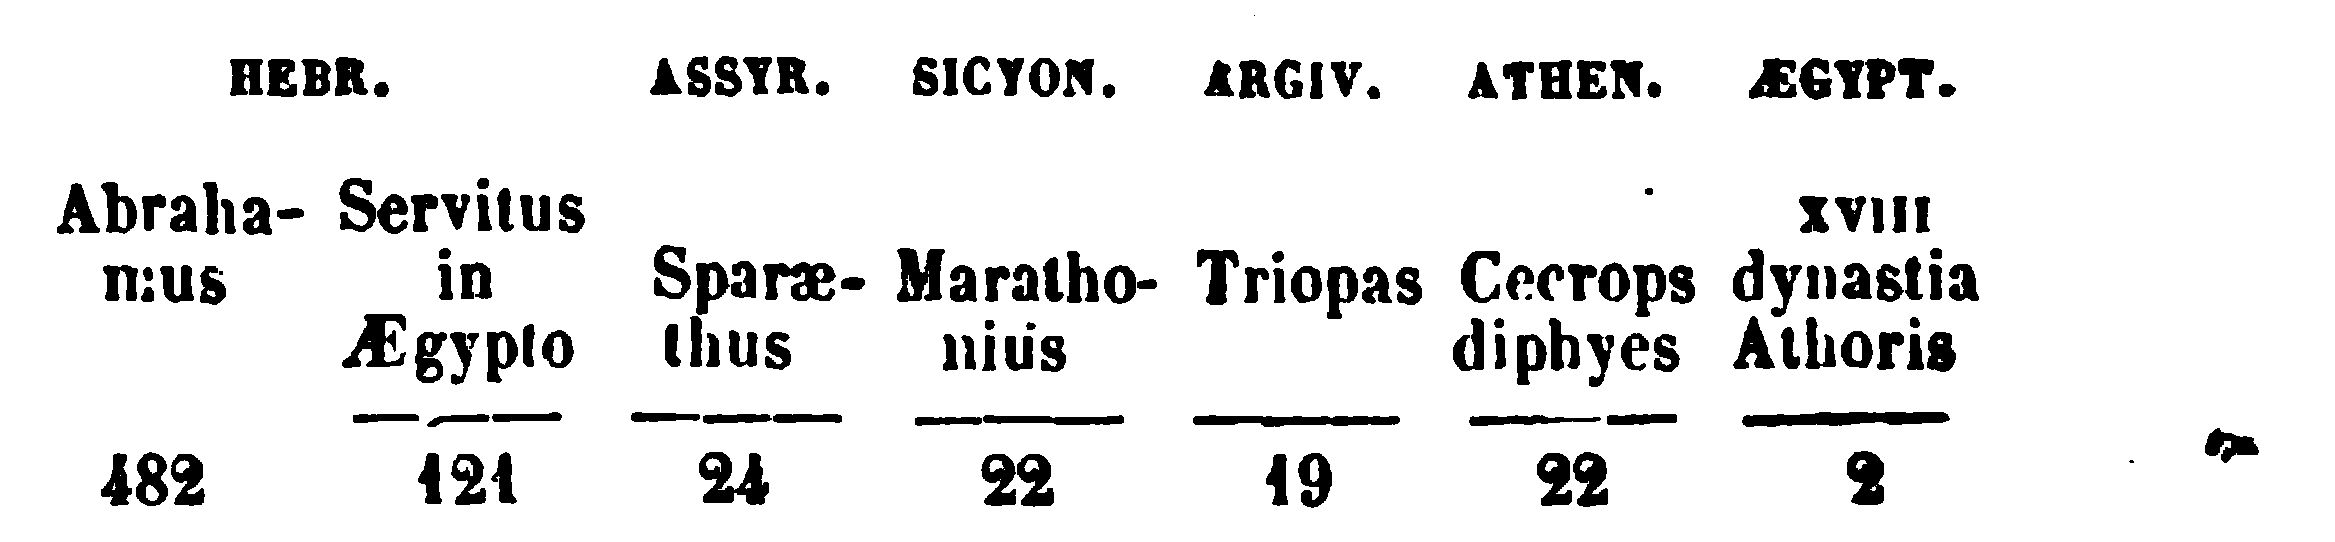 HEBR. ASSYR. SICYON. ARGIV. ATHEN. ÆGYPT.
Abraha- Servitus XVIII
mus in Sparæ- Maratho- Triopas Cecrops dynastia
Ægypto thus nius diphyes Athoris
482 121 24 22 19 22 2